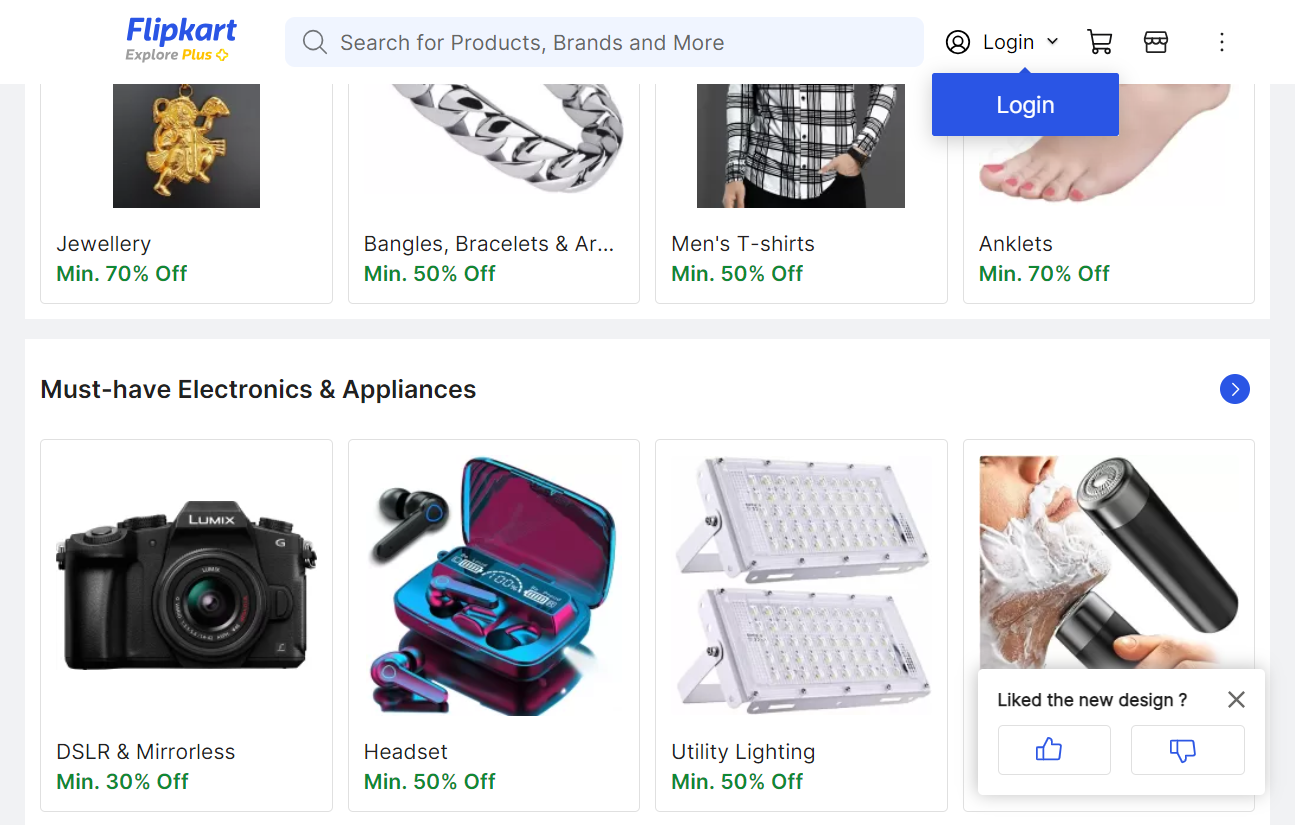 Flipkart
Explore Plus
Search for Products, Brands and More
Login
Login
Jewellery
Min. 70% Off
Bangles, Bracelets & Ar...
Min. 50% Off
Men's T-shirts
Min. 50% Off
Anklets
Min. 70% Off
Must-have Electronics & Appliances
LUMIX
G
LUMIX
100%
DSLR & Mirrorless
Min. 30% Off
Headset
Min. 50% Off
Utility Lighting
Min. 50% Off
Liked the new design ?